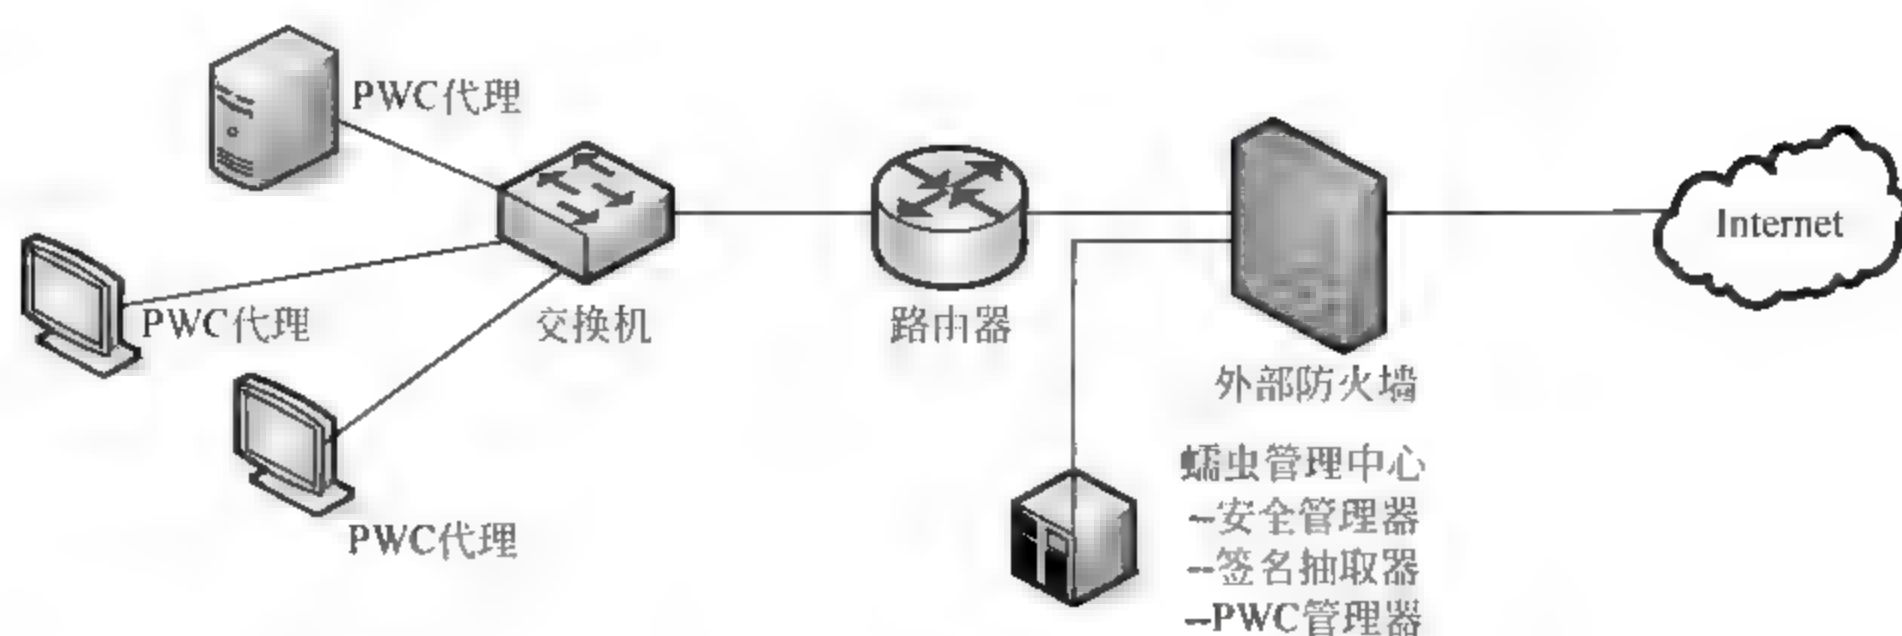 PWC代理
PWC代理
PWC代理
交换机
路由器
外部防火墙
Internet
蠕虫管理中心
--安全管理器
--签名抽取器
--PWC管理器